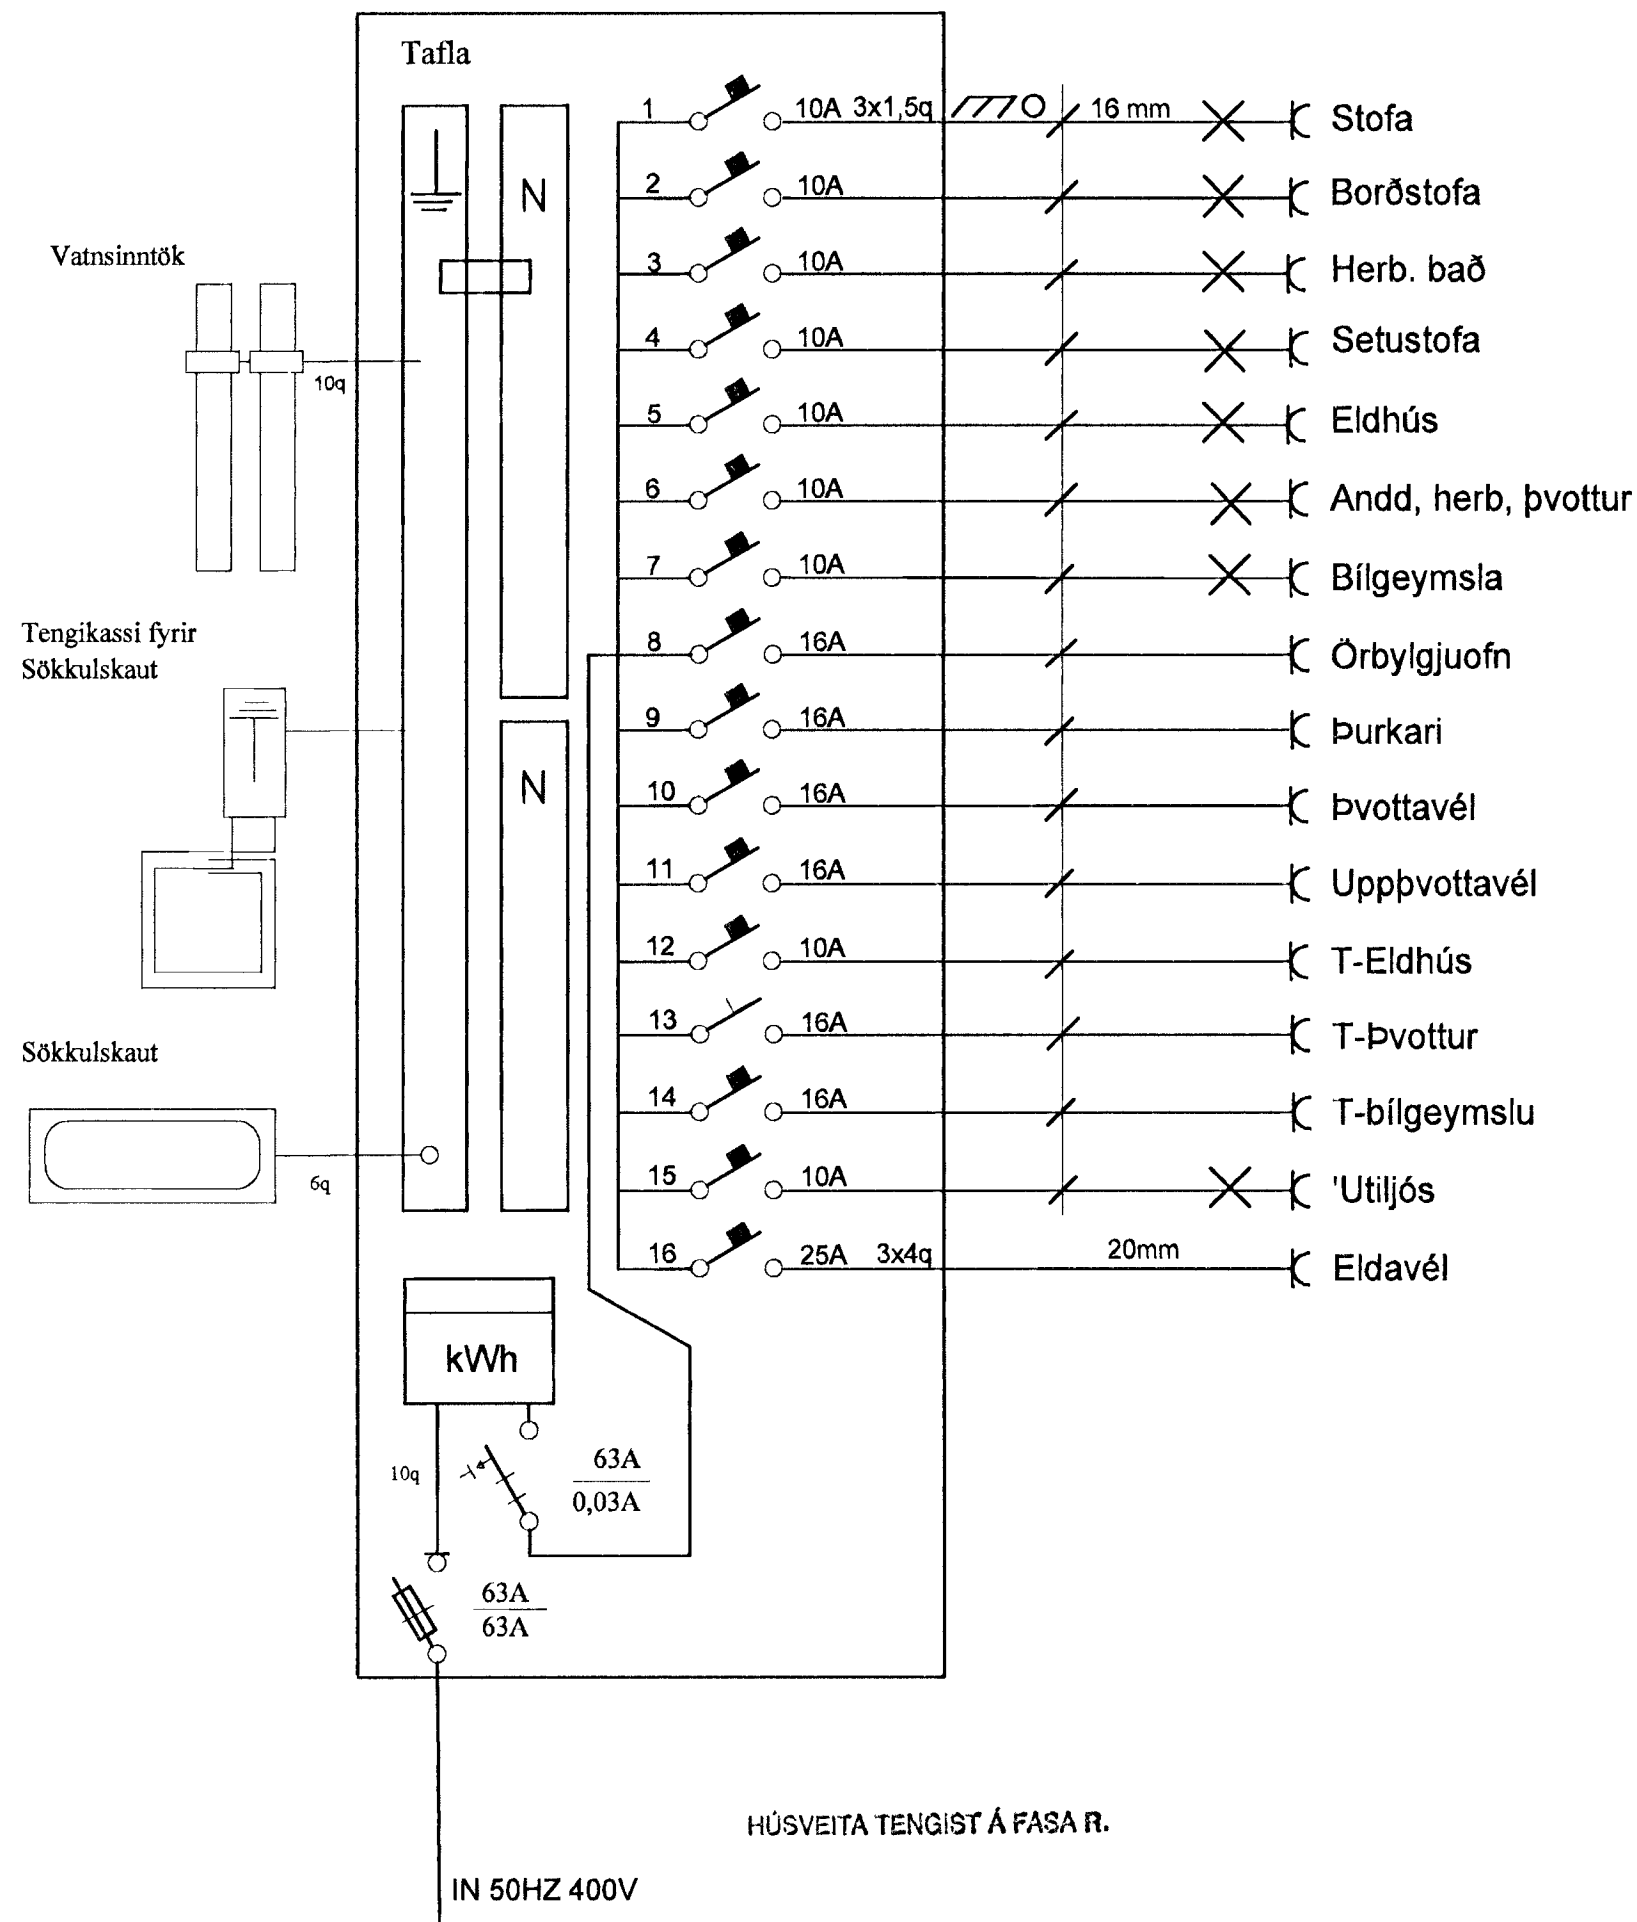 Tafla
N
N
1 10A 3x1,5q 16 mm Stofa
2 10A Borðstofa
3 10A Herb. bað
4 10A Setustofa
5 10A Eldhús
6 10A Andd, herb, þvottur
7 10A Bílgeymsla
8 16A Örbylgjuofn
9 16A Þurkari
10 16A Þvottavél
11 16A Uppþvottavél
12 10A T-Eldhús
13 16A T-Þvottur
14 16A T-bílgeymslu
15 10A 'Utiljós
16 25A 3x4q 20mm Eldavél
Vatnsinntök
10q
Tengikassi fyrir
Sökkulskaut
Sökkulskaut
6q
kWh
10q
63A
0,03A
63A
63A
HÚSVEITA TENGIST Á FASA R.
IN 50HZ 400V